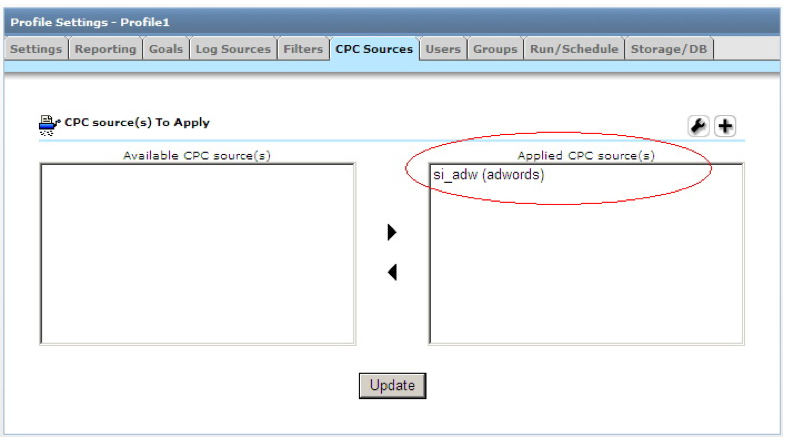 Profile Settings - Profile1
Settings Reporting Goals Log Sources Filters CPC Sources Users Groups Run/Schedule Storage/DB
CPC source(s) To Apply
Available CPC source(s) Applied CPC source(s)
si_adw (adwords)
Update